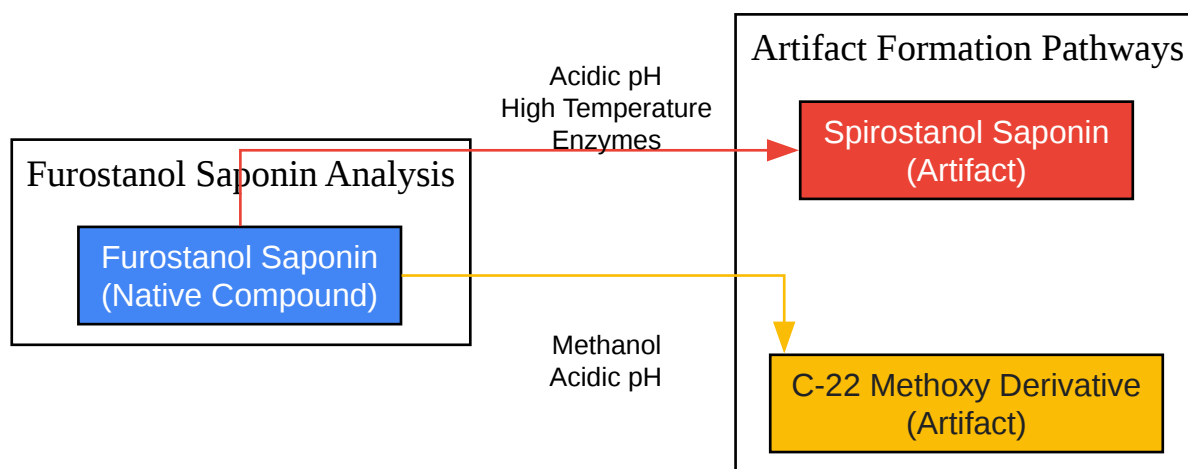 Furostanol Saponin Analysis
Furostanol Saponin
(Native Compound)
Acidic pH
High Temperature
Enzymes
Methanol
Acidic pH
Artifact Formation Pathways
Spirostanol Saponin
(Artifact)
C-22 Methoxy Derivative
(Artifact)